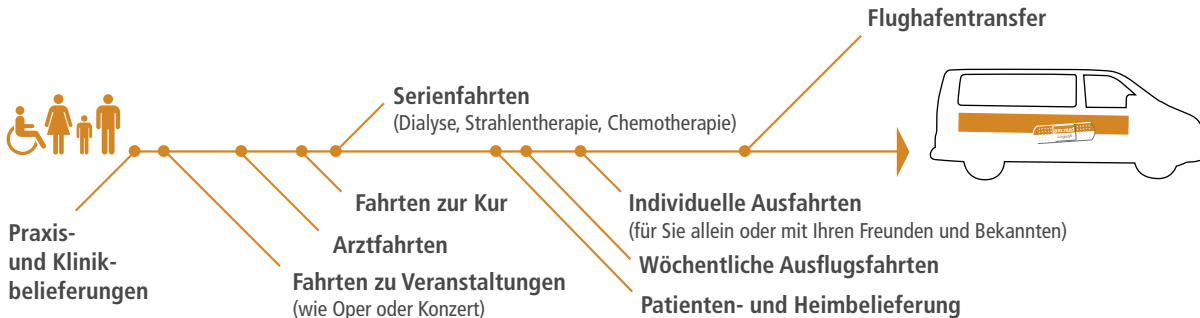 Flughafentransfer
Serienfahrten
(Dialyse, Strahlentherapie, Chemotherapie)
Praxis-
und Klinik-
belieferungen
Fahrten zu Veranstaltungen
(wie Oper oder Konzert)
Arztfahrten
Fahrten zur Kur
Individuelle Ausfahrten
(für Sie allein oder mit Ihren Freunden und Bekannten)
Wöchentliche Ausflugsfahrten
Patienten- und Heimbelieferung